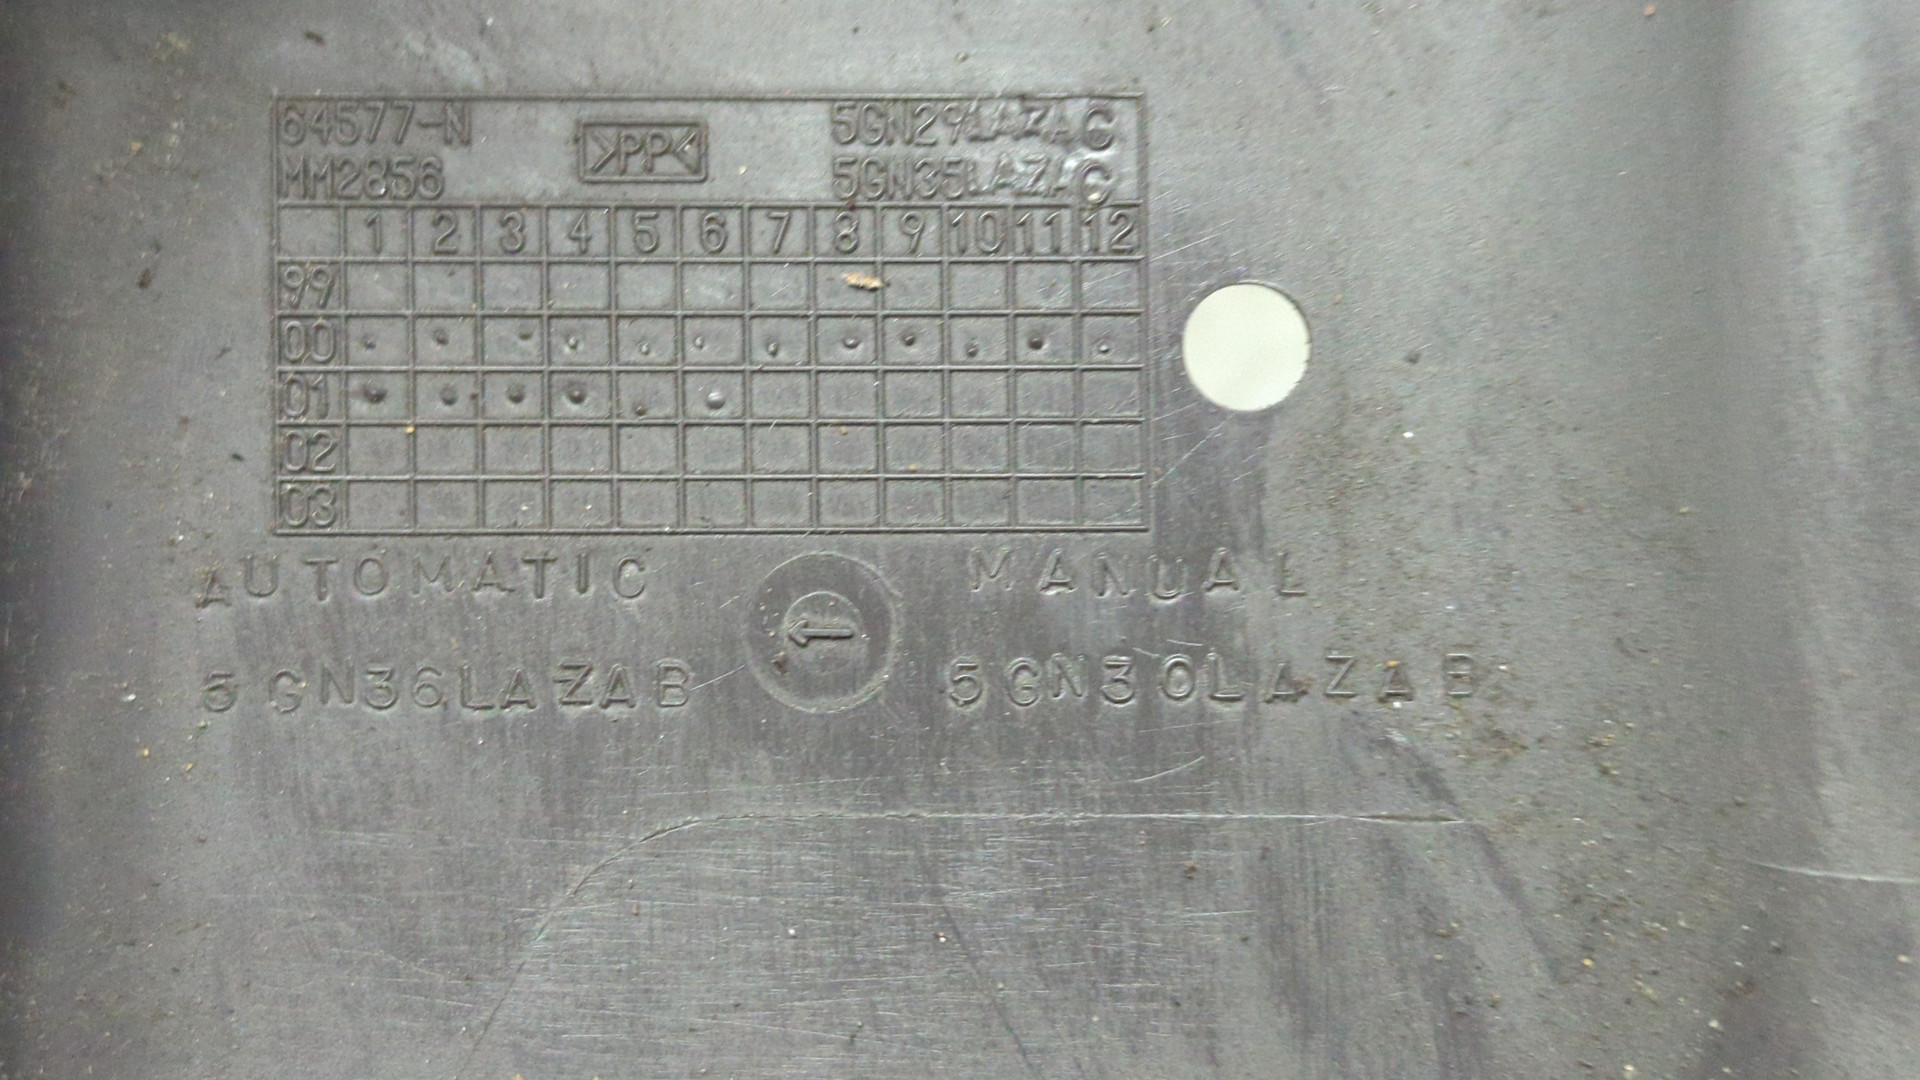 64577-N >PP< 5GN29LAZAC
MM2856 5GN35LAZAC
1 2 3 4 5 6 7 8 9 10 11 12
99
00
01
02
03
AUTOMATIC MANUAL
5GN36LAZAB 5GN30LAZAB